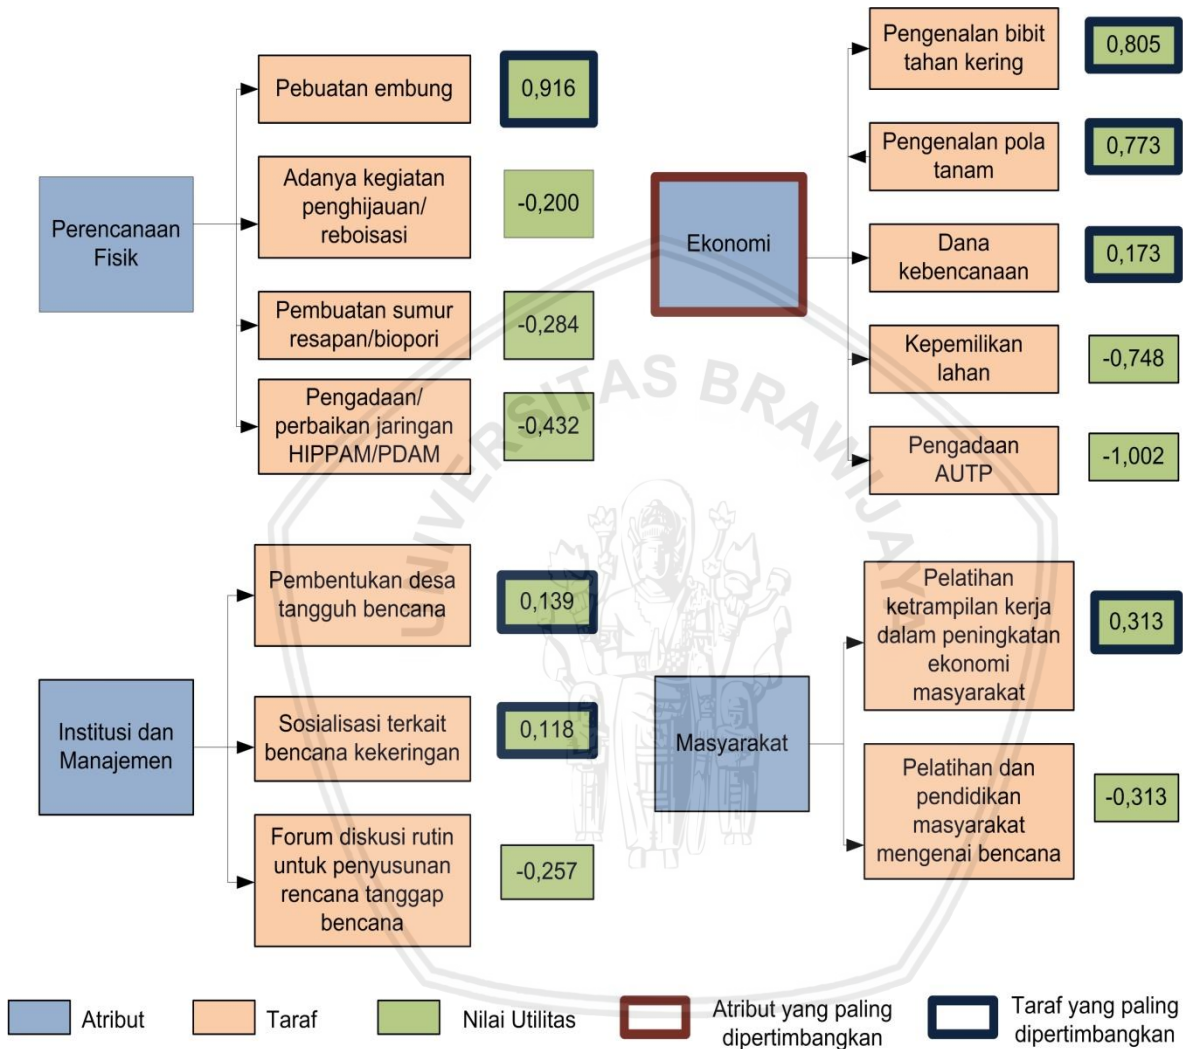 Perencanaan
Fisik
Pebuatan embung
0,916
Adanya kegiatan
penghijauan/
reboisasi
-0,200
Pembuatan sumur
resapan/biopori
-0,284
Pengadaan/
perbaikan jaringan
HIPPAM/PDAM
-0,432
Ekonomi
Pengenalan bibit
tahan kering
0,805
Pengenalan pola
tanam
0,773
Dana
kebencanaan
0,173
Kepemilikan
lahan
-0,748
Pengadaan
AUTP
-1,002
Institusi dan
Manajemen
Pembentukan desa
tangguh bencana
0,139
Sosialisasi terkait
bencana kekeringan
0,118
Forum diskusi rutin
untuk penyusunan
rencana tanggap
bencana
-0,257
Masyarakat
Pelatihan
ketrampilan kerja
dalam peningkatan
ekonomi
masyarakat
0,313
Pelatihan dan
pendidikan
masyarakat
mengenai bencana
-0,313
UNIVERSITAS BRAWIJAYA
Atribut
Taraf
Nilai Utilitas
Atribut yang paling
dipertimbangkan
Taraf yang paling
dipertimbangkan